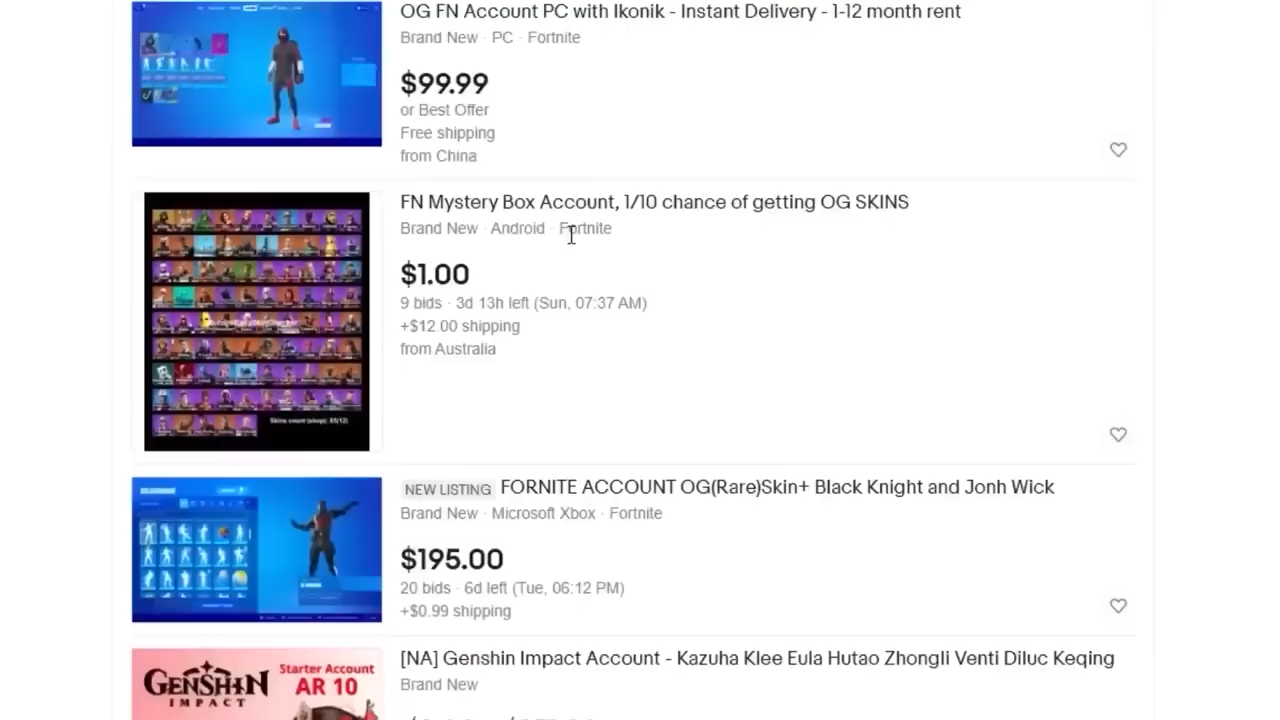 OG FN Account PC with Ikonik - Instant Delivery - 1-12 month rent
Brand New · PC · Fortnite
$99.99
or Best Offer
Free shipping
from China
FN Mystery Box Account, 1/10 chance of getting OG SKINS
Brand New · Android · Fortnite
$1.00
9 bids · 3d 13h left (Sun, 07:37 AM)
+$12.00 shipping
from Australia
Skins count (shop): 85(12)
NEW LISTING FORNITE ACCOUNT OG(Rare)Skin+ Black Knight and Jonh Wick
Brand New · Microsoft Xbox · Fortnite
$195.00
20 bids · 6d left (Tue, 06:12 PM)
+$0.99 shipping
[NA] Genshin Impact Account - Kazuha Klee Eula Hutao Zhongli Venti Diluc Keqing
Brand New
GENSHIN
IMPACT
Starter Account
AR 10